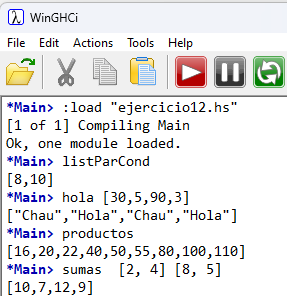 WinGHCi
File Edit Actions Tools Help
*Main> :load "ejercicio12.hs"
[1 of 1] Compiling Main
Ok, one module loaded.
*Main> listParCond
[8,10]
*Main> hola [30,5,90,3]
["Chau","Hola","Chau","Hola"]
*Main> productos
[16,20,22,40,50,55,80,100,110]
*Main> sumas  [2, 4] [8, 5]
[10,7,12,9]